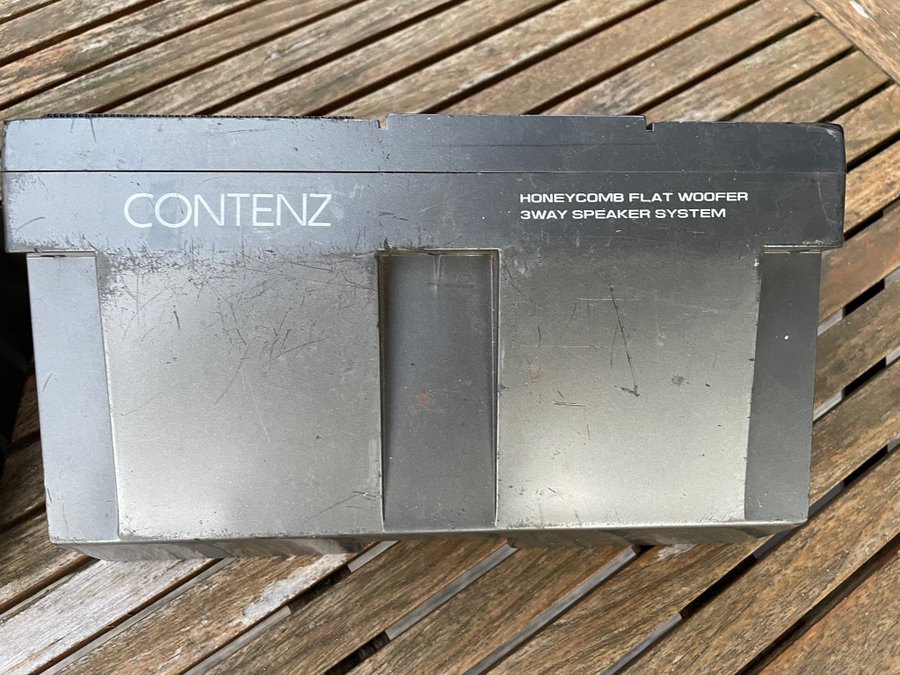 CONTENZ
HONEYCOMB FLAT WOOFER
3WAY SPEAKER SYSTEM